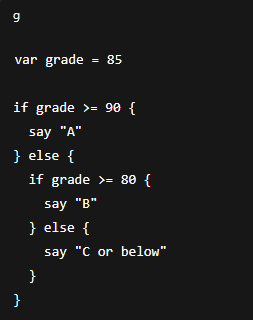 g
var grade = 85
if grade >= 90 {
say "A"
} else {
if grade >= 80 {
say "B"
} else {
say "C or below"
}
}